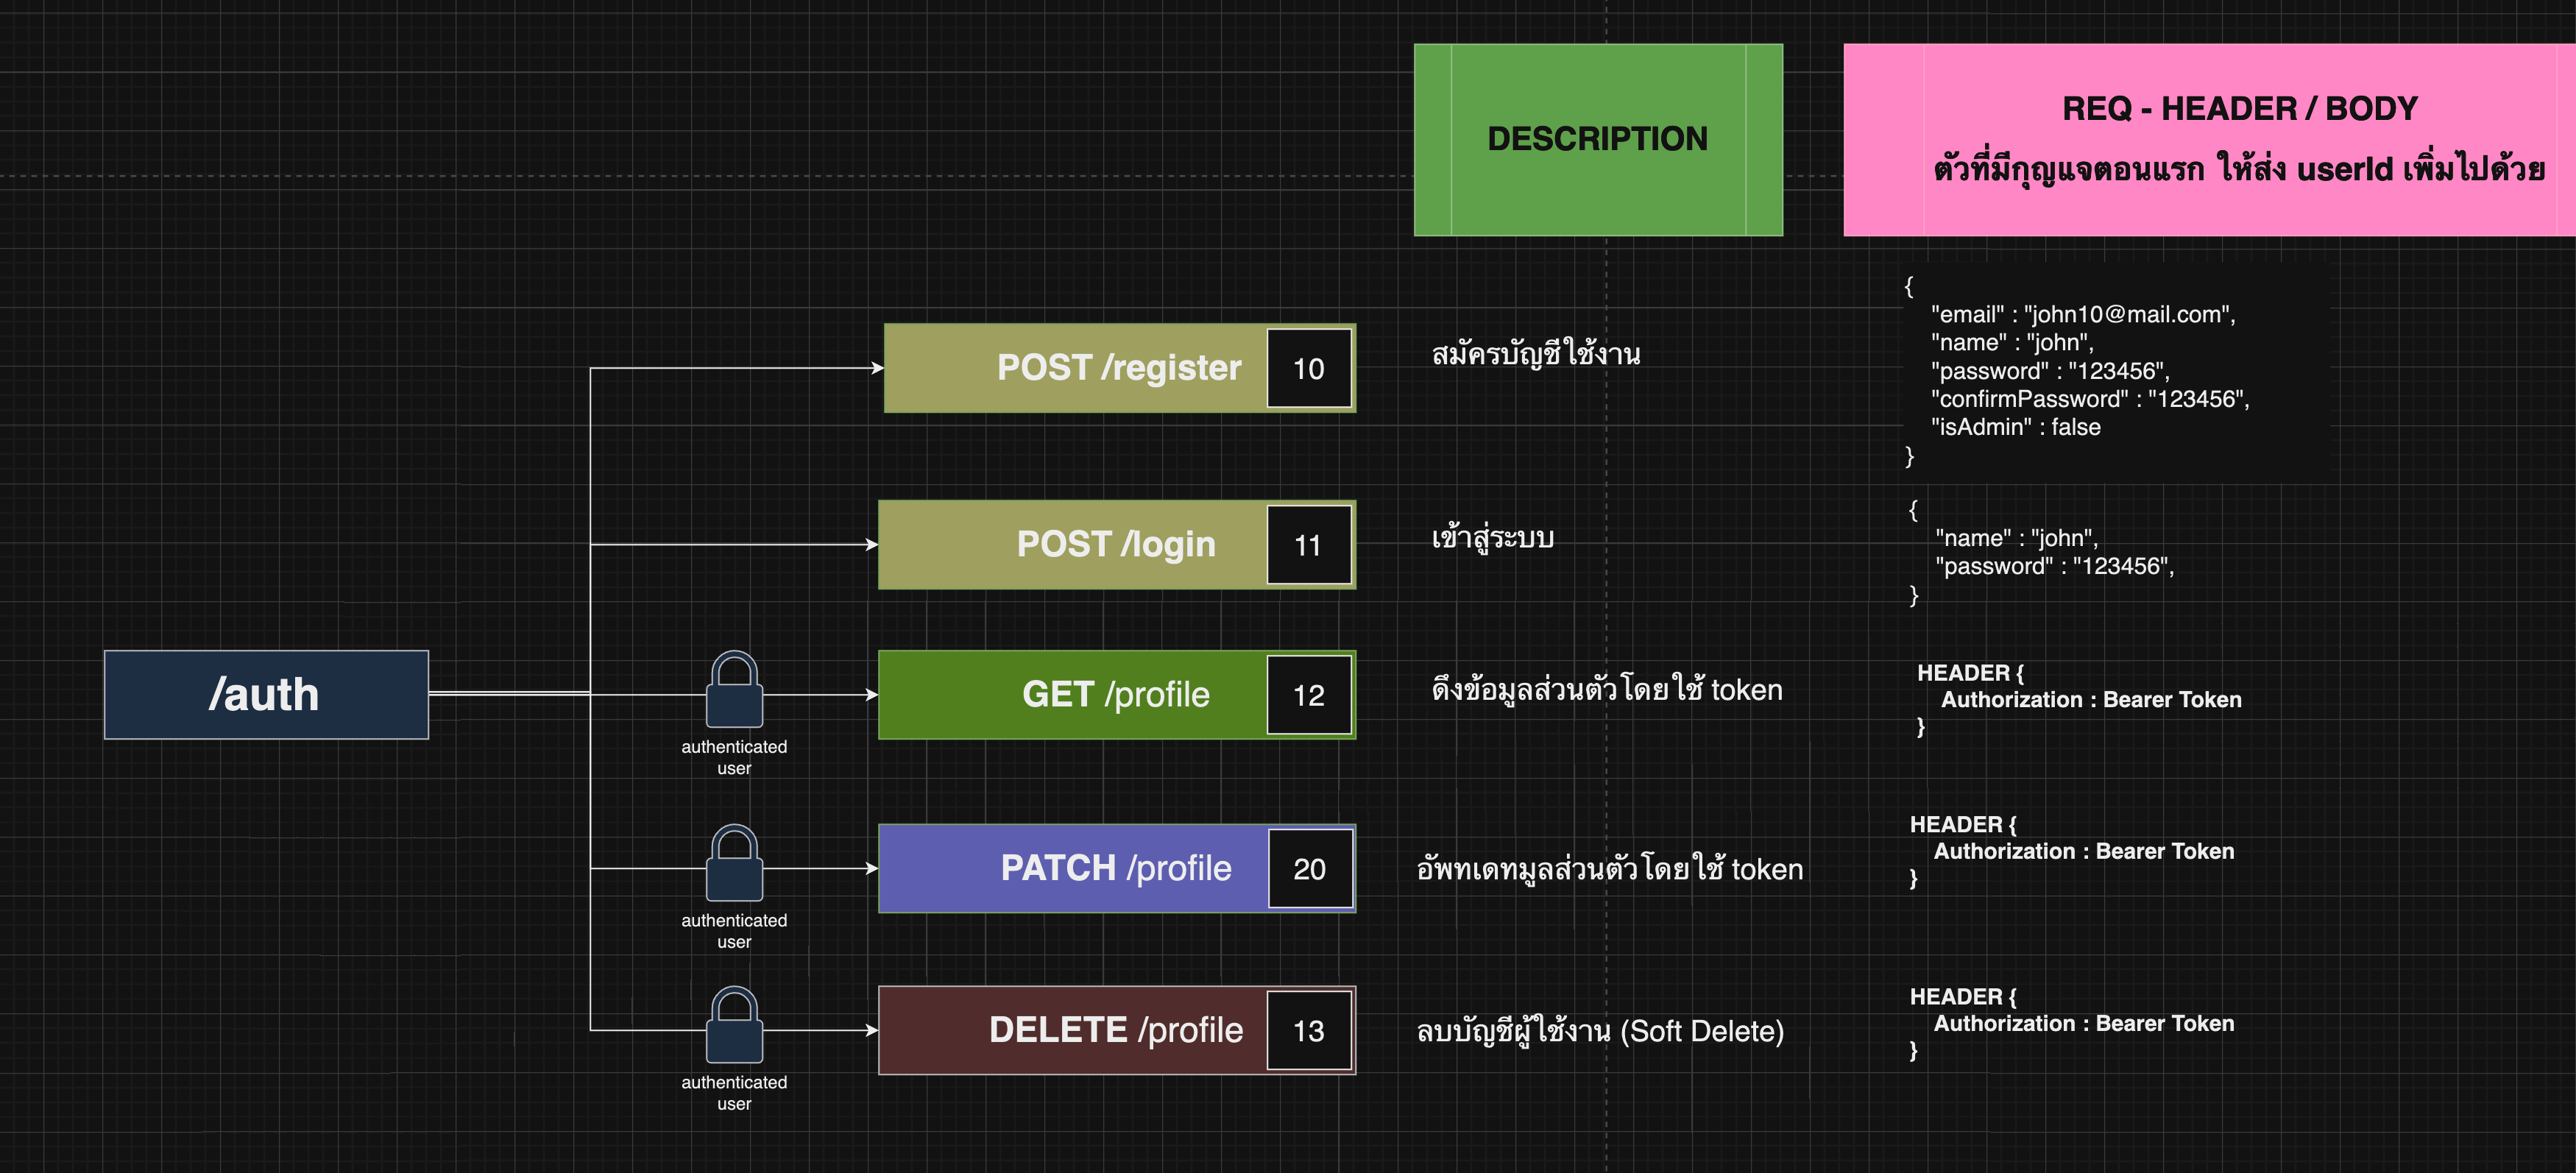 DESCRIPTION
REQ - HEADER / BODY
ตัวที่มีกุญแจตอนแรก ให้ส่ง userId เพิ่มไปด้วย
POST /register
10
สมัครบัญชีใช้งาน
{
"email" : "john10@mail.com",
"name" : "john",
"password" : "123456",
"confirmPassword" : "123456",
"isAdmin" : false
}
POST /login
11
เข้าสู่ระบบ
{
"name" : "john",
"password" : "123456",
}
/auth
authenticated
user
GET /profile
12
ดึงข้อมูลส่วนตัวโดยใช้ token
HEADER {
Authorization : Bearer Token
}
authenticated
user
PATCH /profile
20
อัพทเดทมูลส่วนตัวโดยใช้ token
HEADER {
Authorization : Bearer Token
}
authenticated
user
DELETE /profile
13
ลบบัญชีผู้ใช้งาน (Soft Delete)
HEADER {
Authorization : Bearer Token
}